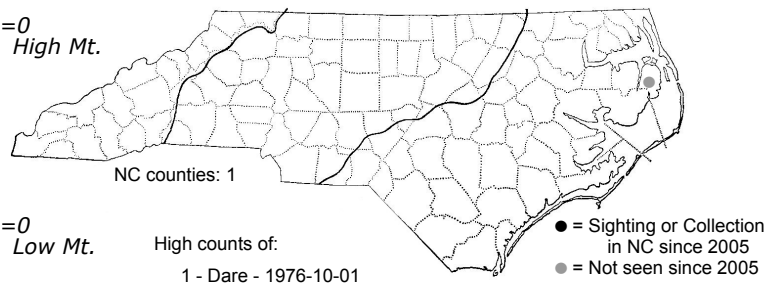 =0
High Mt.
NC counties: 1
=0
Low Mt.
High counts of:
1 - Dare - 1976-10-01
● = Sighting or Collection
in NC since 2005
● = Not seen since 2005